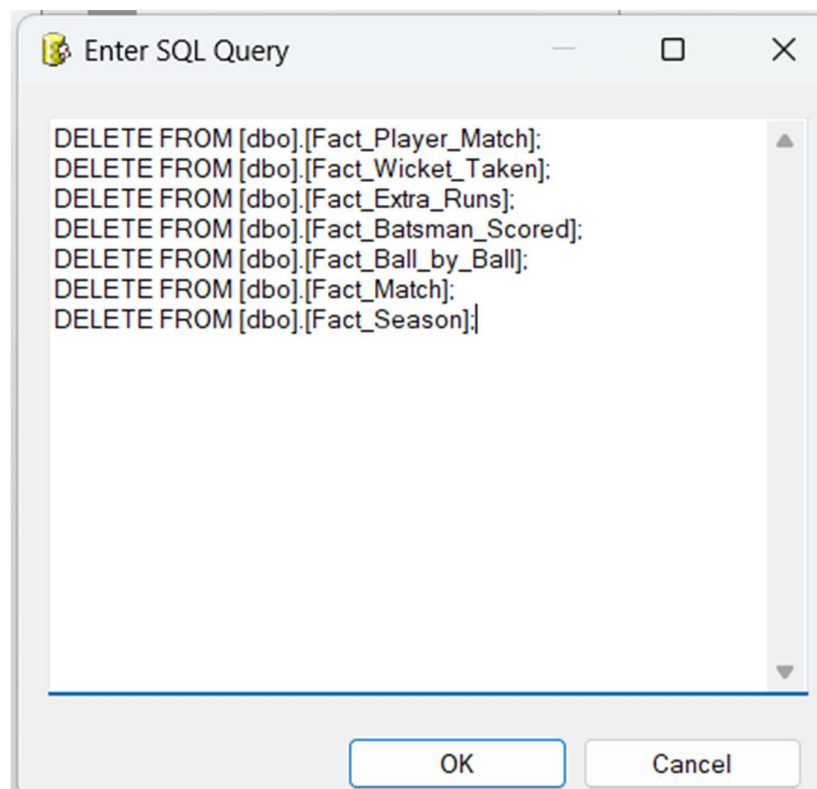 Enter SQL Query
DELETE FROM [dbo].[Fact_Player_Match];
DELETE FROM [dbo].[Fact_Wicket_Taken];
DELETE FROM [dbo].[Fact_Extra_Runs];
DELETE FROM [dbo].[Fact_Batsman_Scored];
DELETE FROM [dbo].[Fact_Ball_by_Ball];
DELETE FROM [dbo].[Fact_Match];
DELETE FROM [dbo].[Fact_Season];
OK Cancel